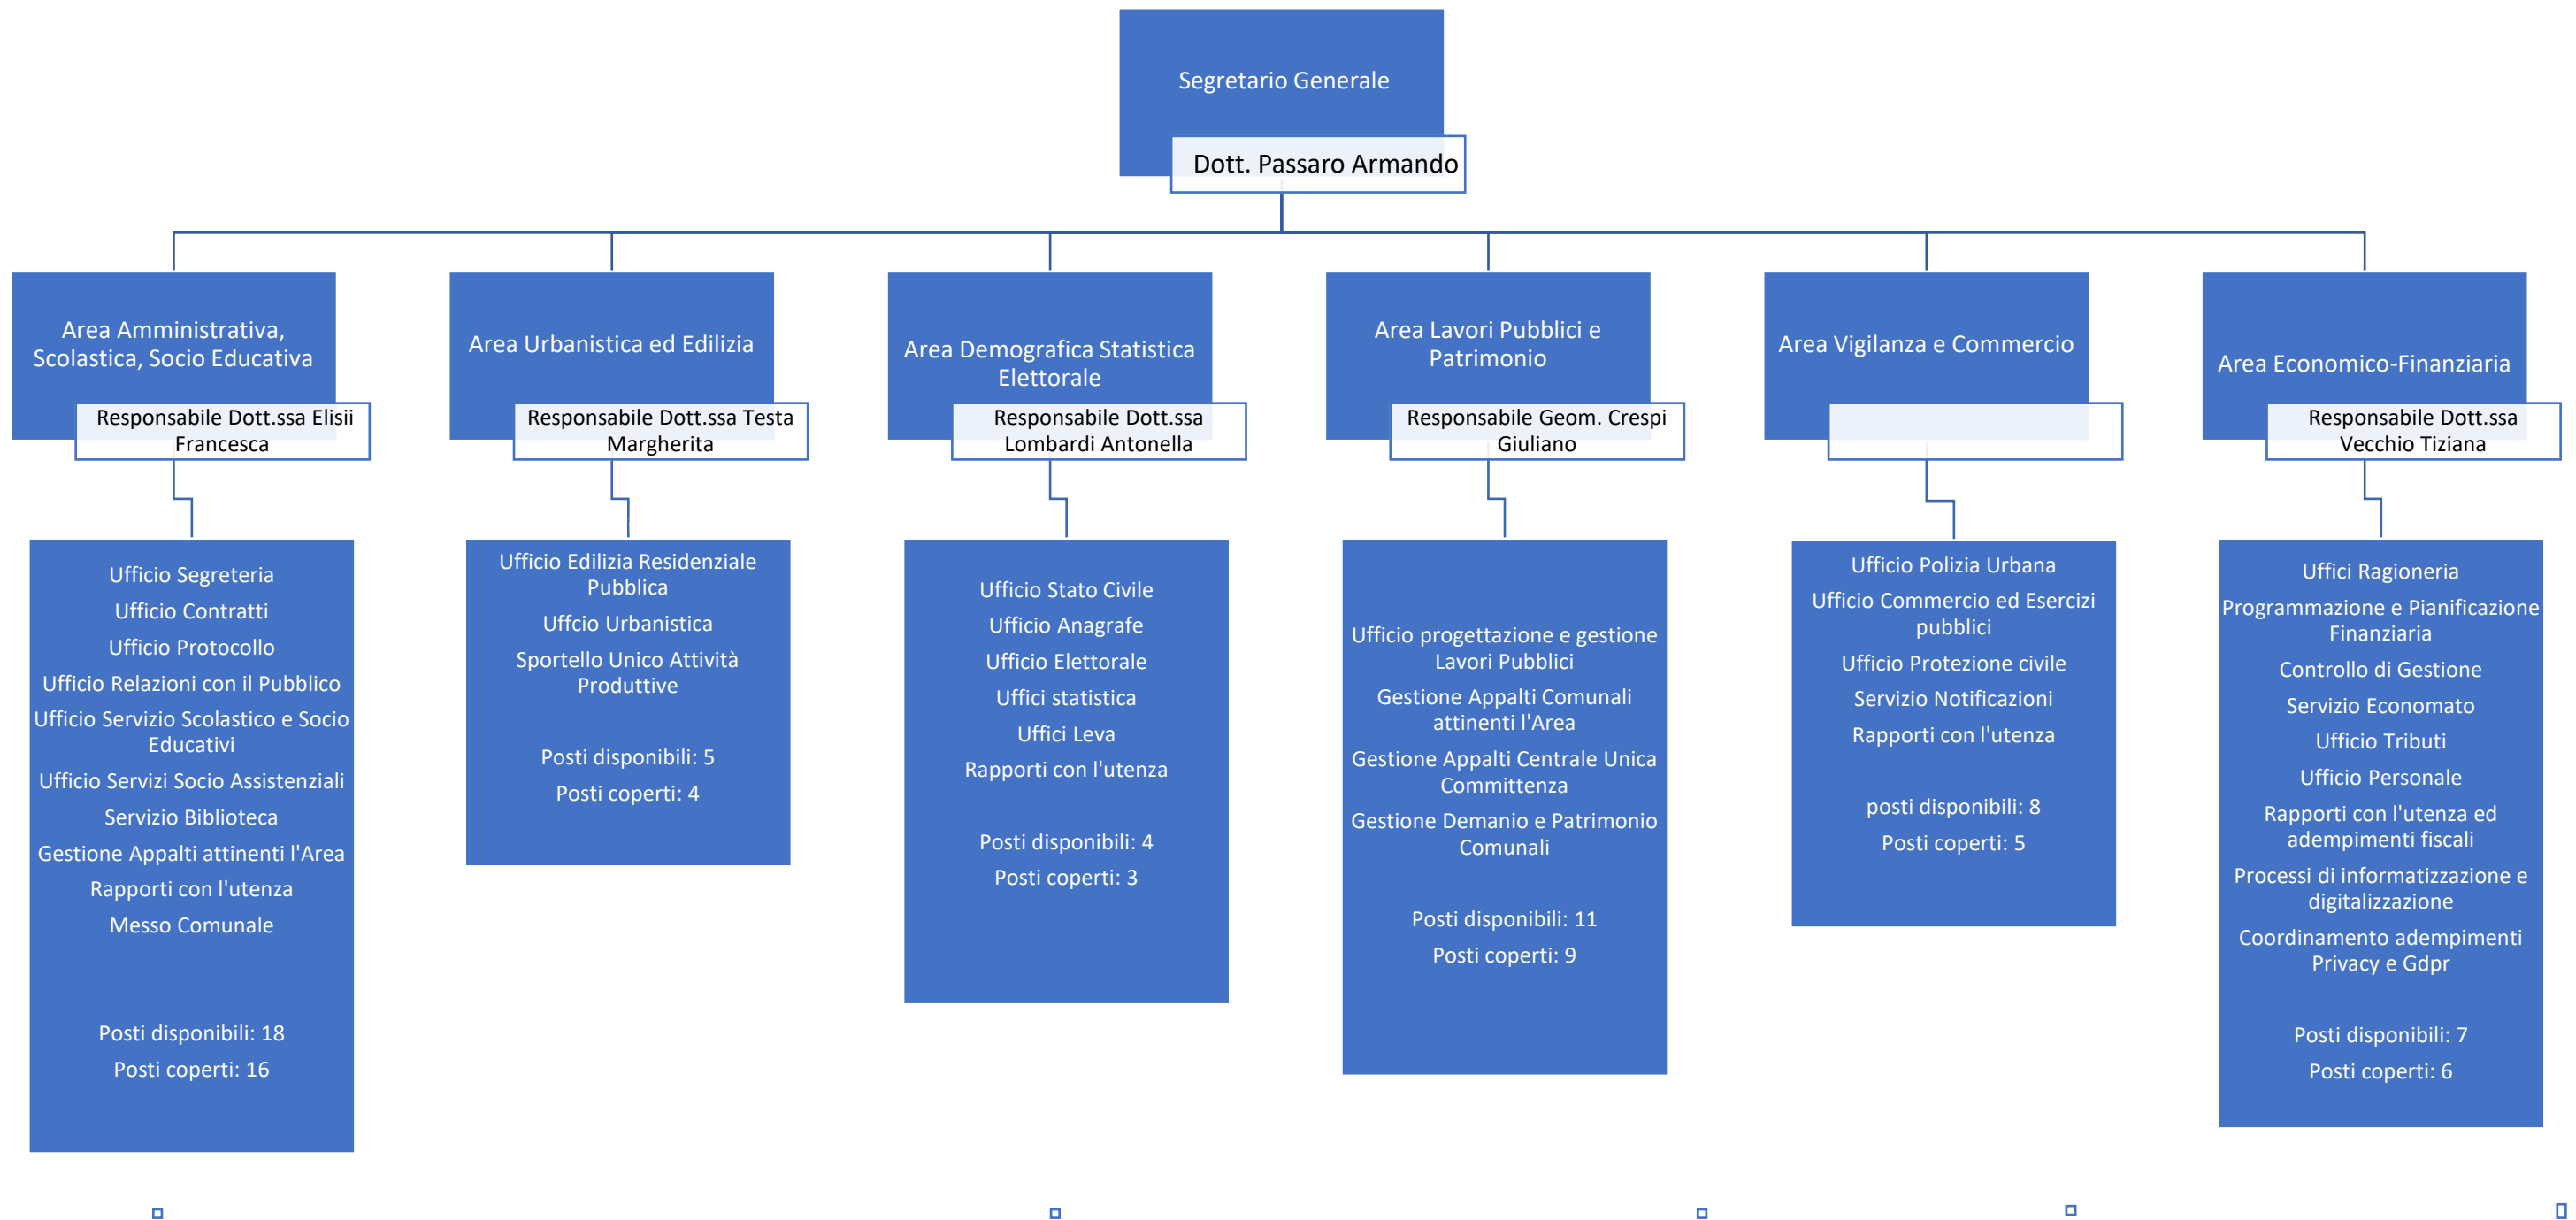 Segretario Generale
Dott. Passaro Armando
Area Amministrativa,
Scolastica, Socio Educativa
Responsabile Dott.ssa Elisii
Francesca
Area Urbanistica ed Edilizia
Responsabile Dott.ssa Testa
Margherita
Area Demografica Statistica
Elettorale
Responsabile Dott.ssa
Lombardi Antonella
Area Lavori Pubblici e
Patrimonio
Responsabile Geom. Crespi
Giuliano
Area Vigilanza e Commercio
Area Economico-Finanziaria
Responsabile Dott.ssa
Vecchio Tiziana
Ufficio Segreteria
Ufficio Contratti
Ufficio Protocollo
Ufficio Relazioni con il Pubblico
Ufficio Servizio Scolastico e Socio
Educativi
Ufficio Servizi Socio Assistenziali
Servizio Biblioteca
Gestione Appalti attinenti l'Area
Rapporti con l'utenza
Messo Comunale
Posti disponibili: 18
Posti coperti: 16
Ufficio Edilizia Residenziale
Pubblica
Uffcio Urbanistica
Sportello Unico Attività
Produttive
Posti disponibili: 5
Posti coperti: 4
Ufficio Stato Civile
Ufficio Anagrafe
Ufficio Elettorale
Uffici statistica
Uffici Leva
Rapporti con l'utenza
Posti disponibili: 4
Posti coperti: 3
Ufficio progettazione e gestione
Lavori Pubblici
Gestione Appalti Comunali
attinenti l'Area
Gestione Appalti Centrale Unica
Committenza
Gestione Demanio e Patrimonio
Comunali
Posti disponibili: 11
Posti coperti: 9
Ufficio Polizia Urbana
Ufficio Commercio ed Esercizi
pubblici
Ufficio Protezione civile
Servizio Notificazioni
Rapporti con l'utenza
posti disponibili: 8
Posti coperti: 5
Uffici Ragioneria
Programmazione e Pianificazione
Finanziaria
Controllo di Gestione
Servizio Economato
Ufficio Tributi
Ufficio Personale
Rapporti con l'utenza ed
adempimenti fiscali
Processi di informatizzazione e
digitalizzazione
Coordinamento adempimenti
Privacy e Gdpr
Posti disponibili: 7
Posti coperti: 6